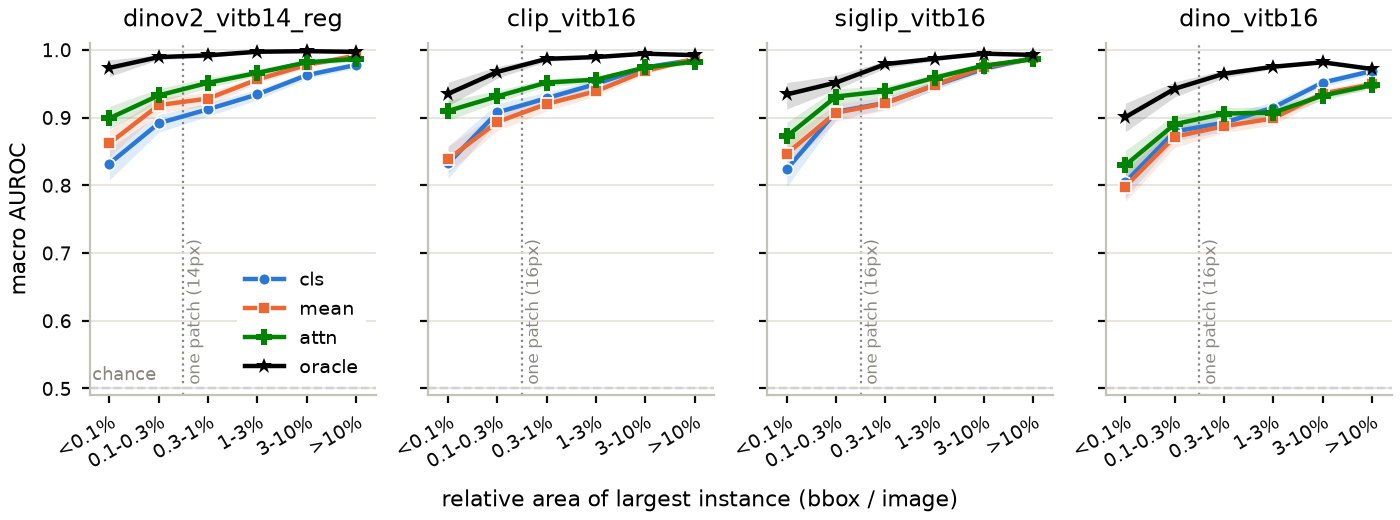 dinov2_vitb14_reg
clip_vitb16
siglip_vitb16
dino_vitb16
macro AUROC
1.0
0.9
0.8
0.7
0.6
0.5
chance
one patch (14px)
one patch (16px)
one patch (16px)
one patch (16px)
cls
mean
attn
oracle
<0.1%
0.1-0.3%
0.3-1%
1-3%
3-10%
>10%
<0.1%
0.1-0.3%
0.3-1%
1-3%
3-10%
>10%
<0.1%
0.1-0.3%
0.3-1%
1-3%
3-10%
>10%
<0.1%
0.1-0.3%
0.3-1%
1-3%
3-10%
>10%
relative area of largest instance (bbox / image)